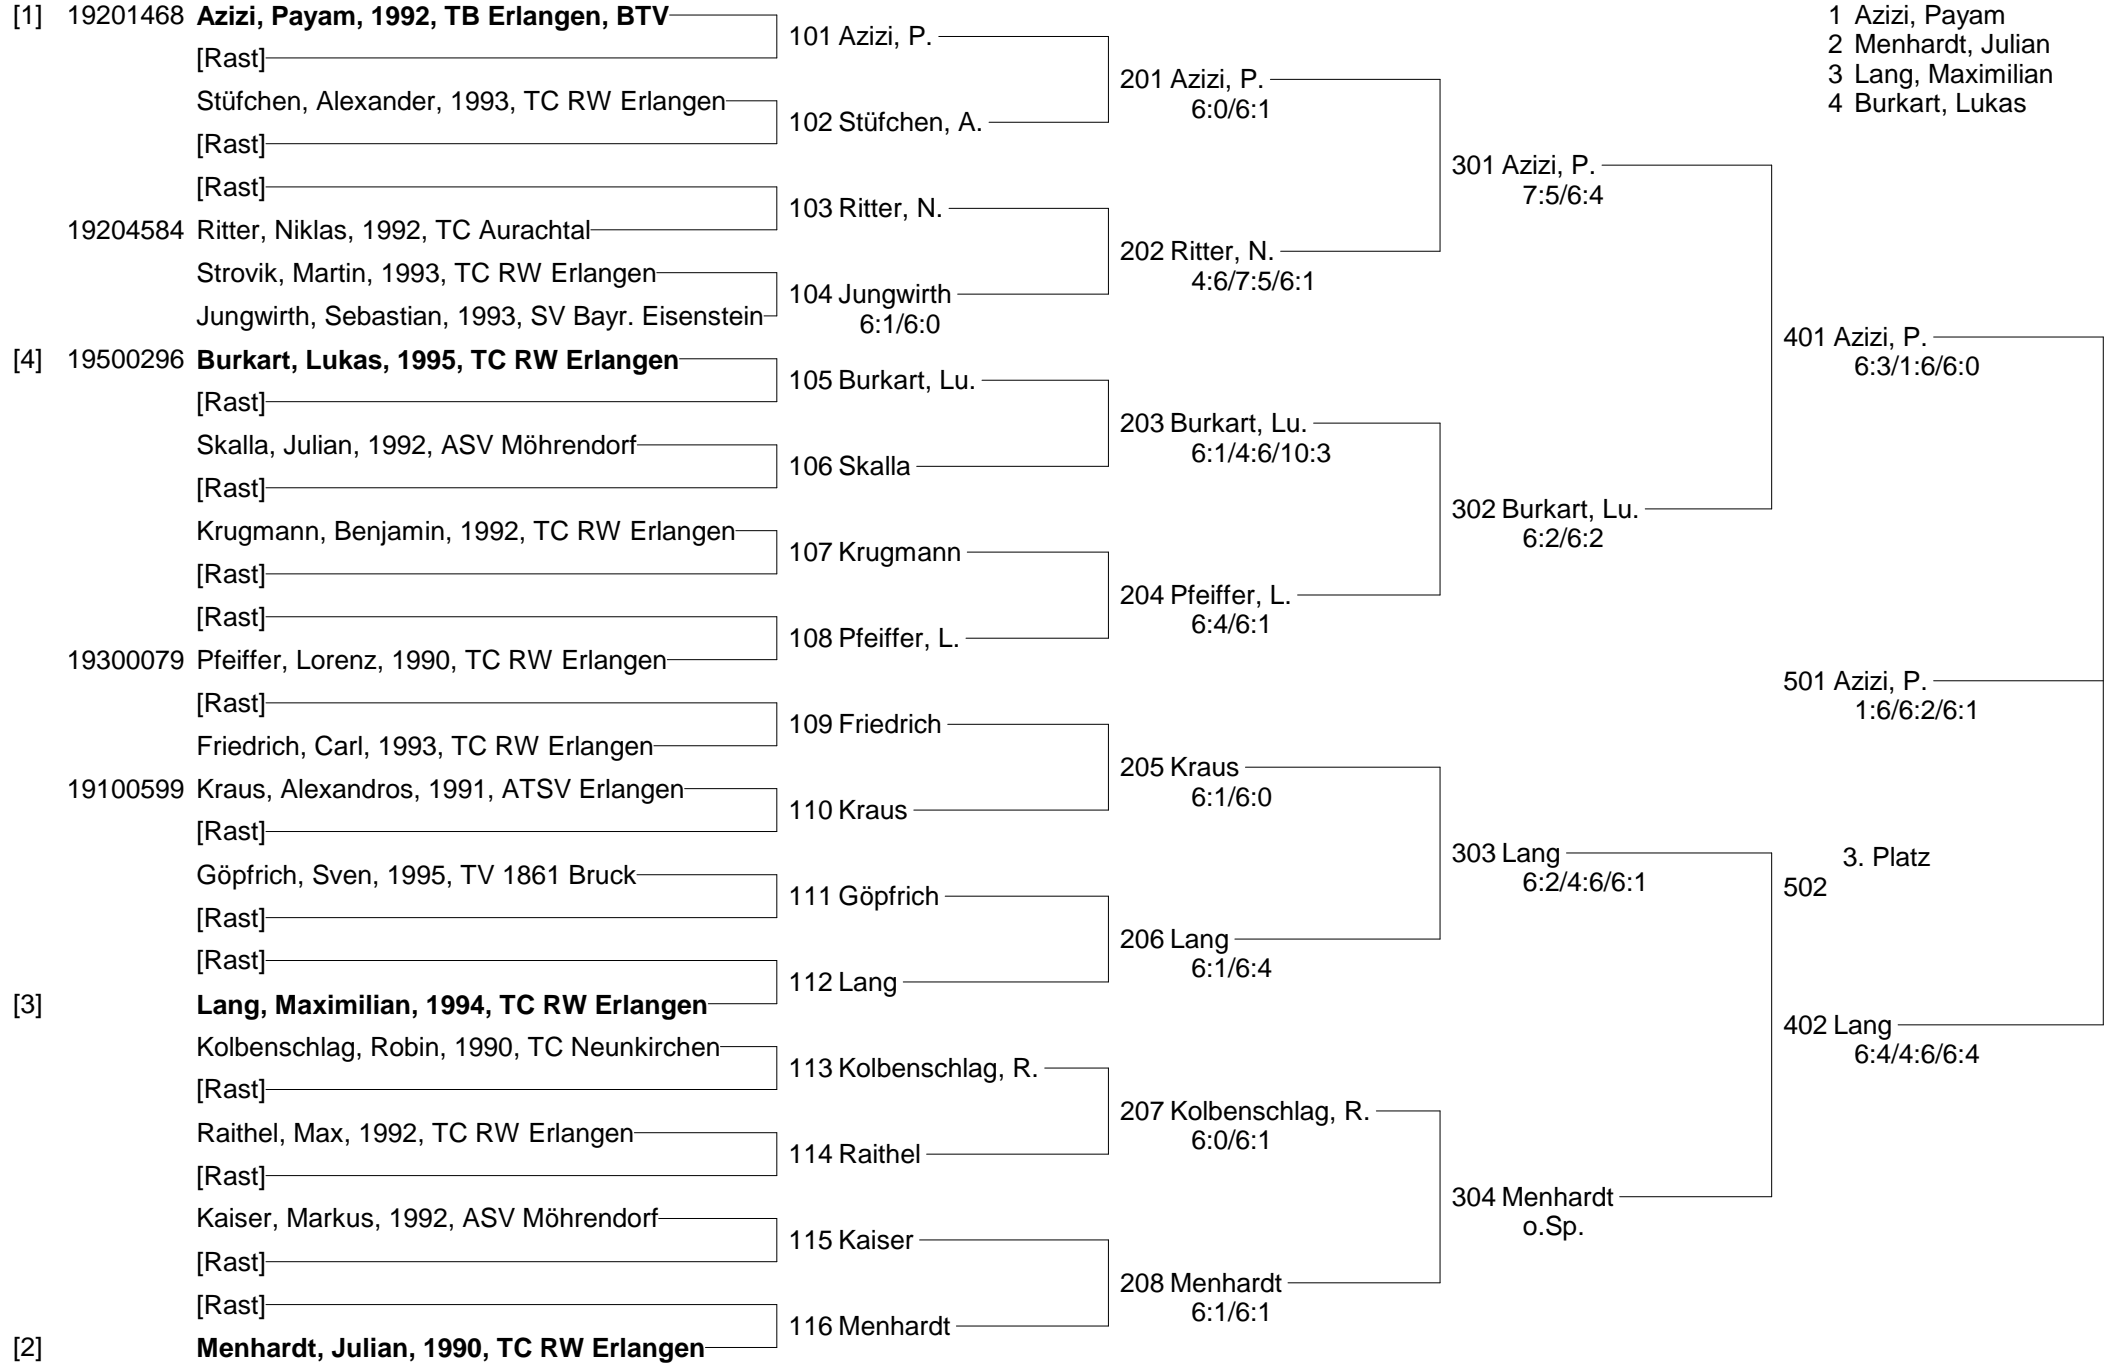 [1] 19201468 Azizi, Payam, 1992, TB Erlangen, BTV
[Rast]
Stüfchen, Alexander, 1993, TC RW Erlangen
[Rast]
[Rast]
19204584 Ritter, Niklas, 1992, TC Aurachtal
Strovik, Martin, 1993, TC RW Erlangen
Jungwirth, Sebastian, 1993, SV Bayr. Eisenstein
[4] 19500296 Burkart, Lukas, 1995, TC RW Erlangen
[Rast]
Skalla, Julian, 1992, ASV Möhrendorf
[Rast]
Krugmann, Benjamin, 1992, TC RW Erlangen
[Rast]
[Rast]
19300079 Pfeiffer, Lorenz, 1990, TC RW Erlangen
[Rast]
Friedrich, Carl, 1993, TC RW Erlangen
19100599 Kraus, Alexandros, 1991, ATSV Erlangen
[Rast]
Göpfrich, Sven, 1995, TV 1861 Bruck
[Rast]
[Rast]
[3] Lang, Maximilian, 1994, TC RW Erlangen
Kolbenschlag, Robin, 1990, TC Neunkirchen
[Rast]
Raithel, Max, 1992, TC RW Erlangen
[Rast]
Kaiser, Markus, 1992, ASV Möhrendorf
[Rast]
[Rast]
[2] Menhardt, Julian, 1990, TC RW Erlangen
101 Azizi, P.
102 Stüfchen, A.
103 Ritter, N.
104 Jungwirth
6:1/6:0
105 Burkart, Lu.
106 Skalla
107 Krugmann
108 Pfeiffer, L.
109 Friedrich
110 Kraus
111 Göpfrich
112 Lang
113 Kolbenschlag, R.
114 Raithel
115 Kaiser
116 Menhardt
201 Azizi, P.
6:0/6:1
202 Ritter, N.
4:6/7:5/6:1
203 Burkart, Lu.
6:1/4:6/10:3
204 Pfeiffer, L.
6:4/6:1
205 Kraus
6:1/6:0
206 Lang
6:1/6:4
207 Kolbenschlag, R.
6:0/6:1
208 Menhardt
6:1/6:1
301 Azizi, P.
7:5/6:4
302 Burkart, Lu.
6:2/6:2
303 Lang
6:2/4:6/6:1
304 Menhardt
o.Sp.
1 Azizi, Payam
2 Menhardt, Julian
3 Lang, Maximilian
4 Burkart, Lukas
401 Azizi, P.
6:3/1:6/6:0
501 Azizi, P.
1:6/6:2/6:1
3. Platz
502
402 Lang
6:4/4:6/6:4